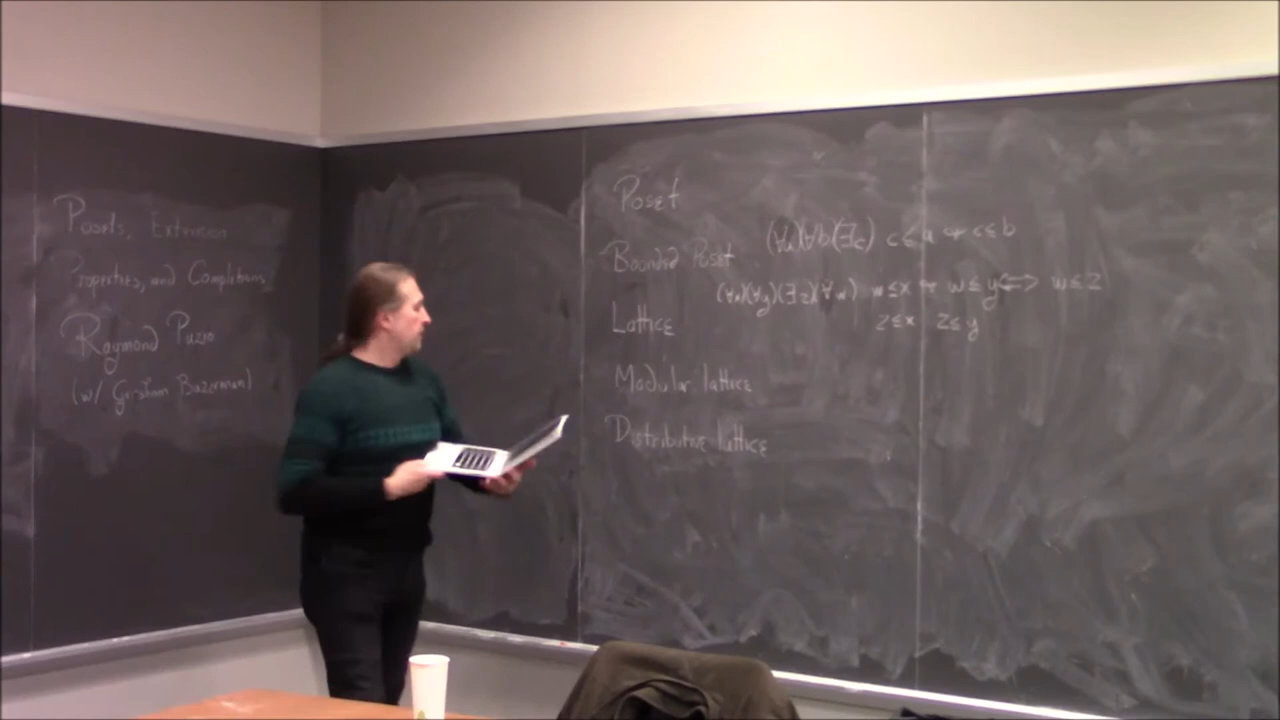 Posets, Extension
Properties, and Completions
Raymond Puzio
(w/ Gershom Bazerman)
Poset
Bounded Poset (∀a)(∀b)(∃c) c≤a & c≤b
(∀x)(∀y)(∃z)(∀w) w≤x & w≤y ⟺ w≤z
Lattice z≤x z≤y
Modular lattice
Distributive lattice